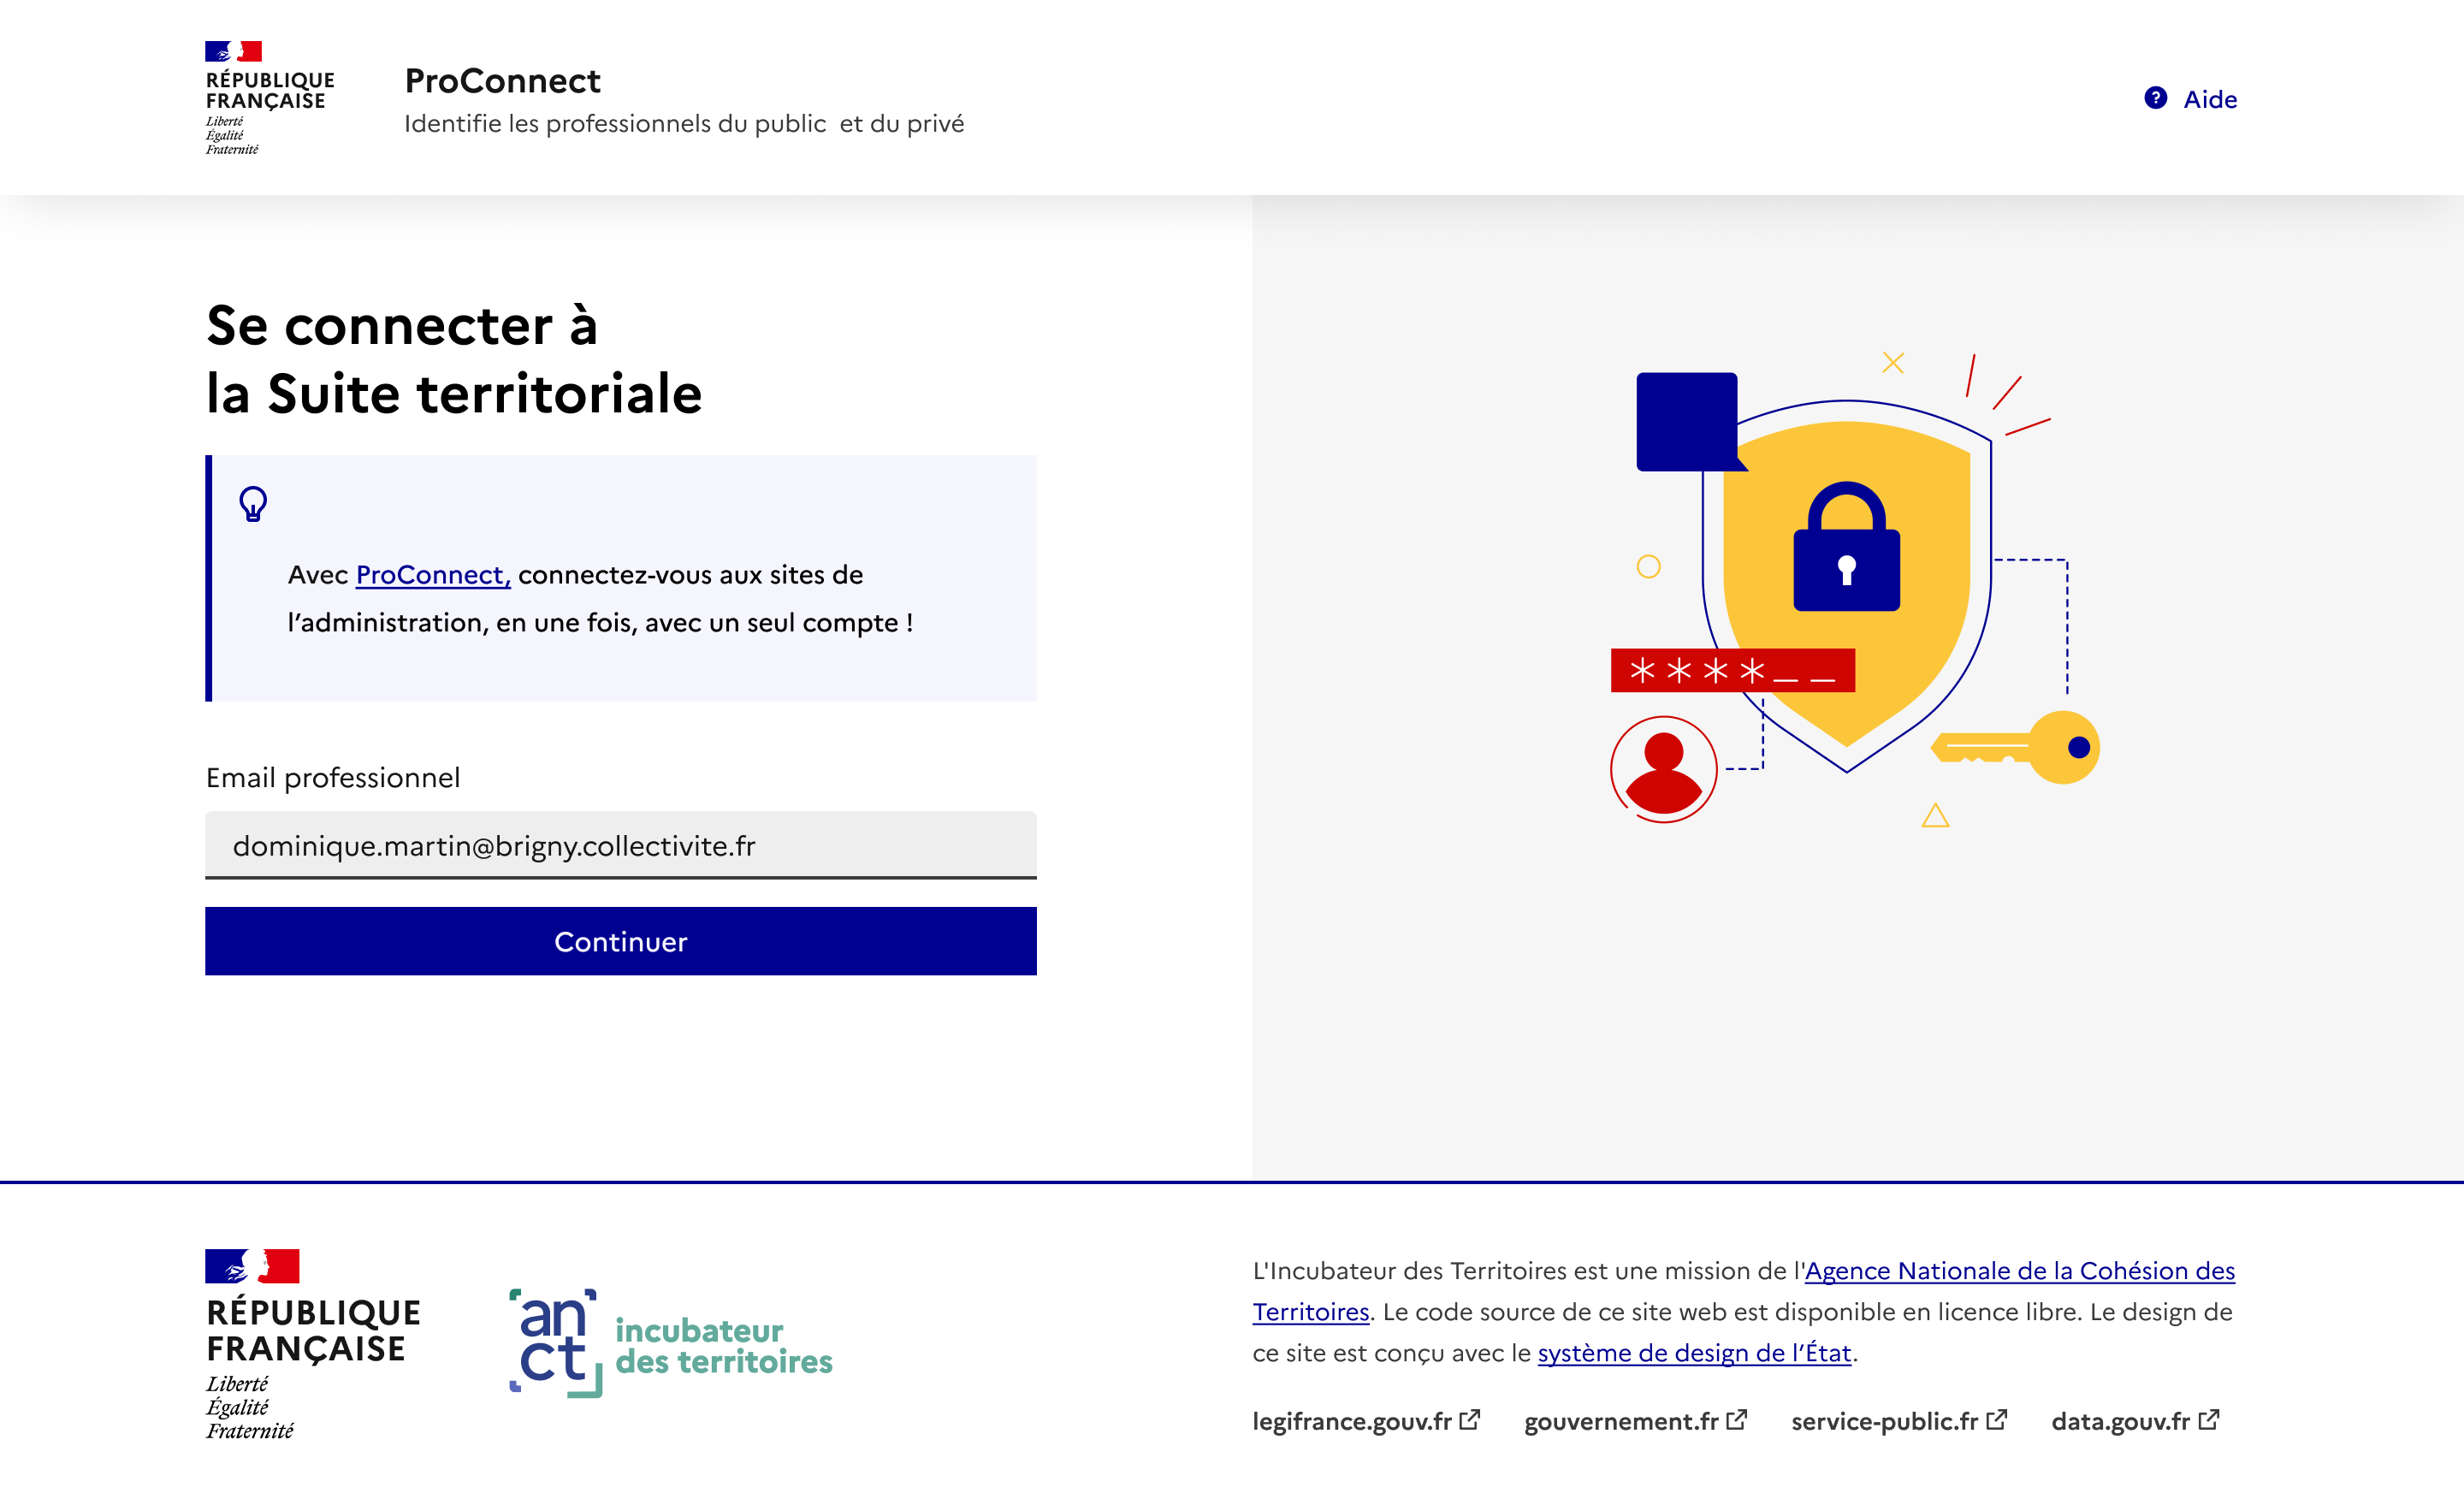 RÉPUBLIQUE
FRANÇAISE
Liberté
Égalité
Fraternité
ProConnect
Identifie les professionnels du public  et du privé
? Aide
Se connecter à
la Suite territoriale
Avec ProConnect, connectez-vous aux sites de
l’administration, en une fois, avec un seul compte !
Email professionnel
dominique.martin@brigny.collectivite.fr
Continuer
****__
RÉPUBLIQUE
FRANÇAISE
Liberté
Égalité
Fraternité
anct
incubateur
des territoires
L'Incubateur des Territoires est une mission de l'Agence Nationale de la Cohésion des
Territoires. Le code source de ce site web est disponible en licence libre. Le design de
ce site est conçu avec le système de design de l’État.
legifrance.gouv.fr gouvernement.fr service-public.fr data.gouv.fr